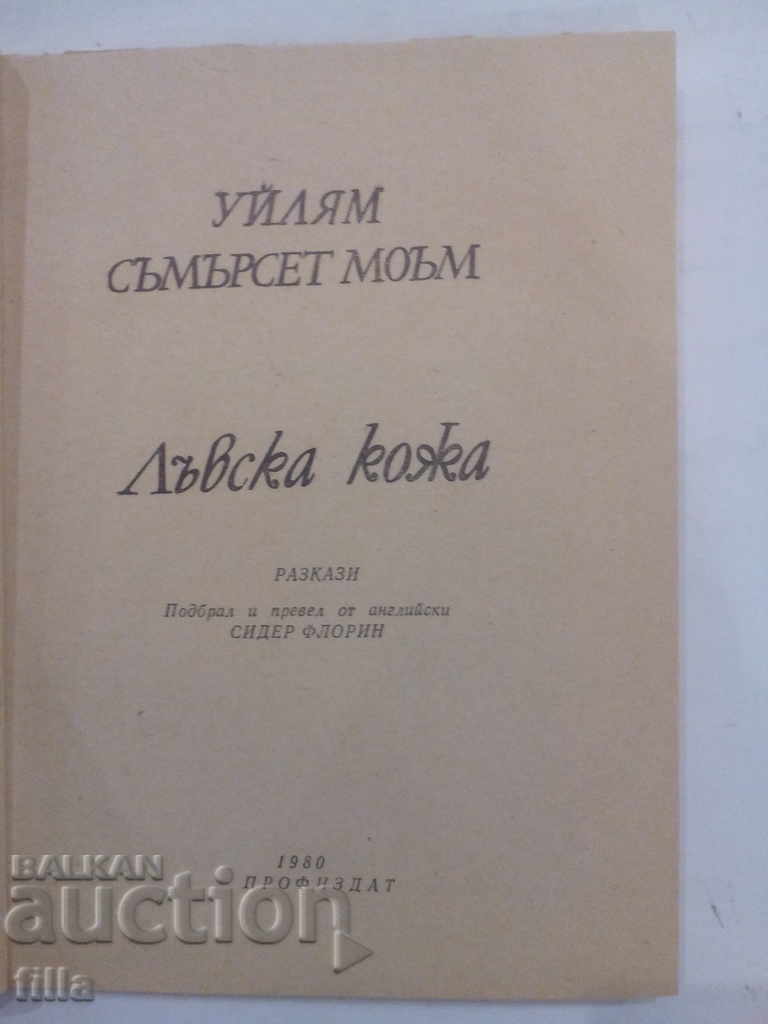 УЙЛЯМ
СЪМЪРСЕТ МОЪМ
Лъвска кожа
РАЗКАЗИ
Подбрал и превел от английски
СИДЕР ФЛОРИН
1980
ПРОФИЗДАТ
BALKAN
auction
filla